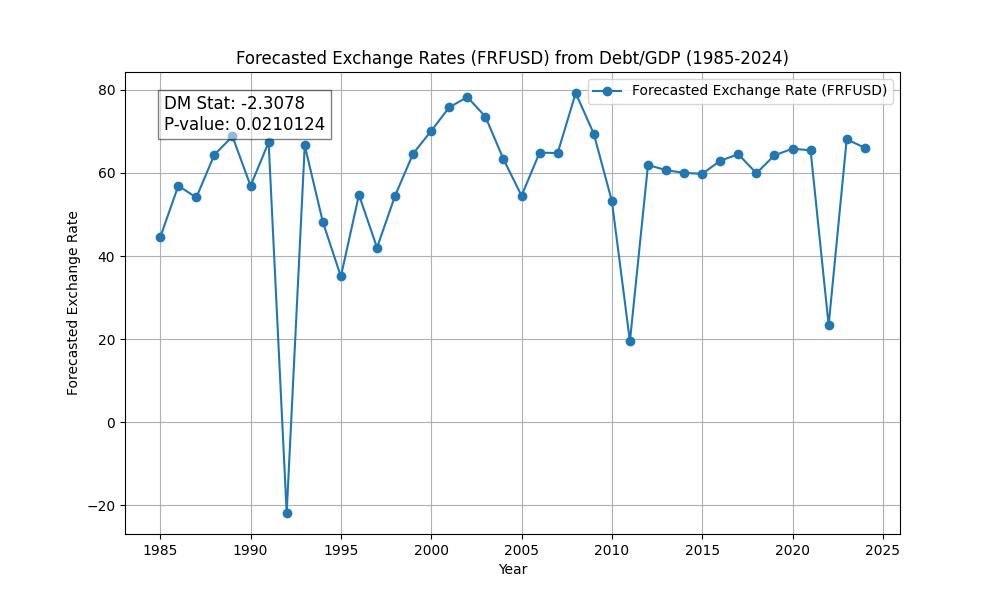 Forecasted Exchange Rates (FRFUSD) from Debt/GDP (1985-2024)
DM Stat: -2.3078
P-value: 0.0210124
Forecasted Exchange Rate (FRFUSD)
Forecasted Exchange Rate
80
60
40
20
0
−20
1985 1990 1995 2000 2005 2010 2015 2020 2025
Year